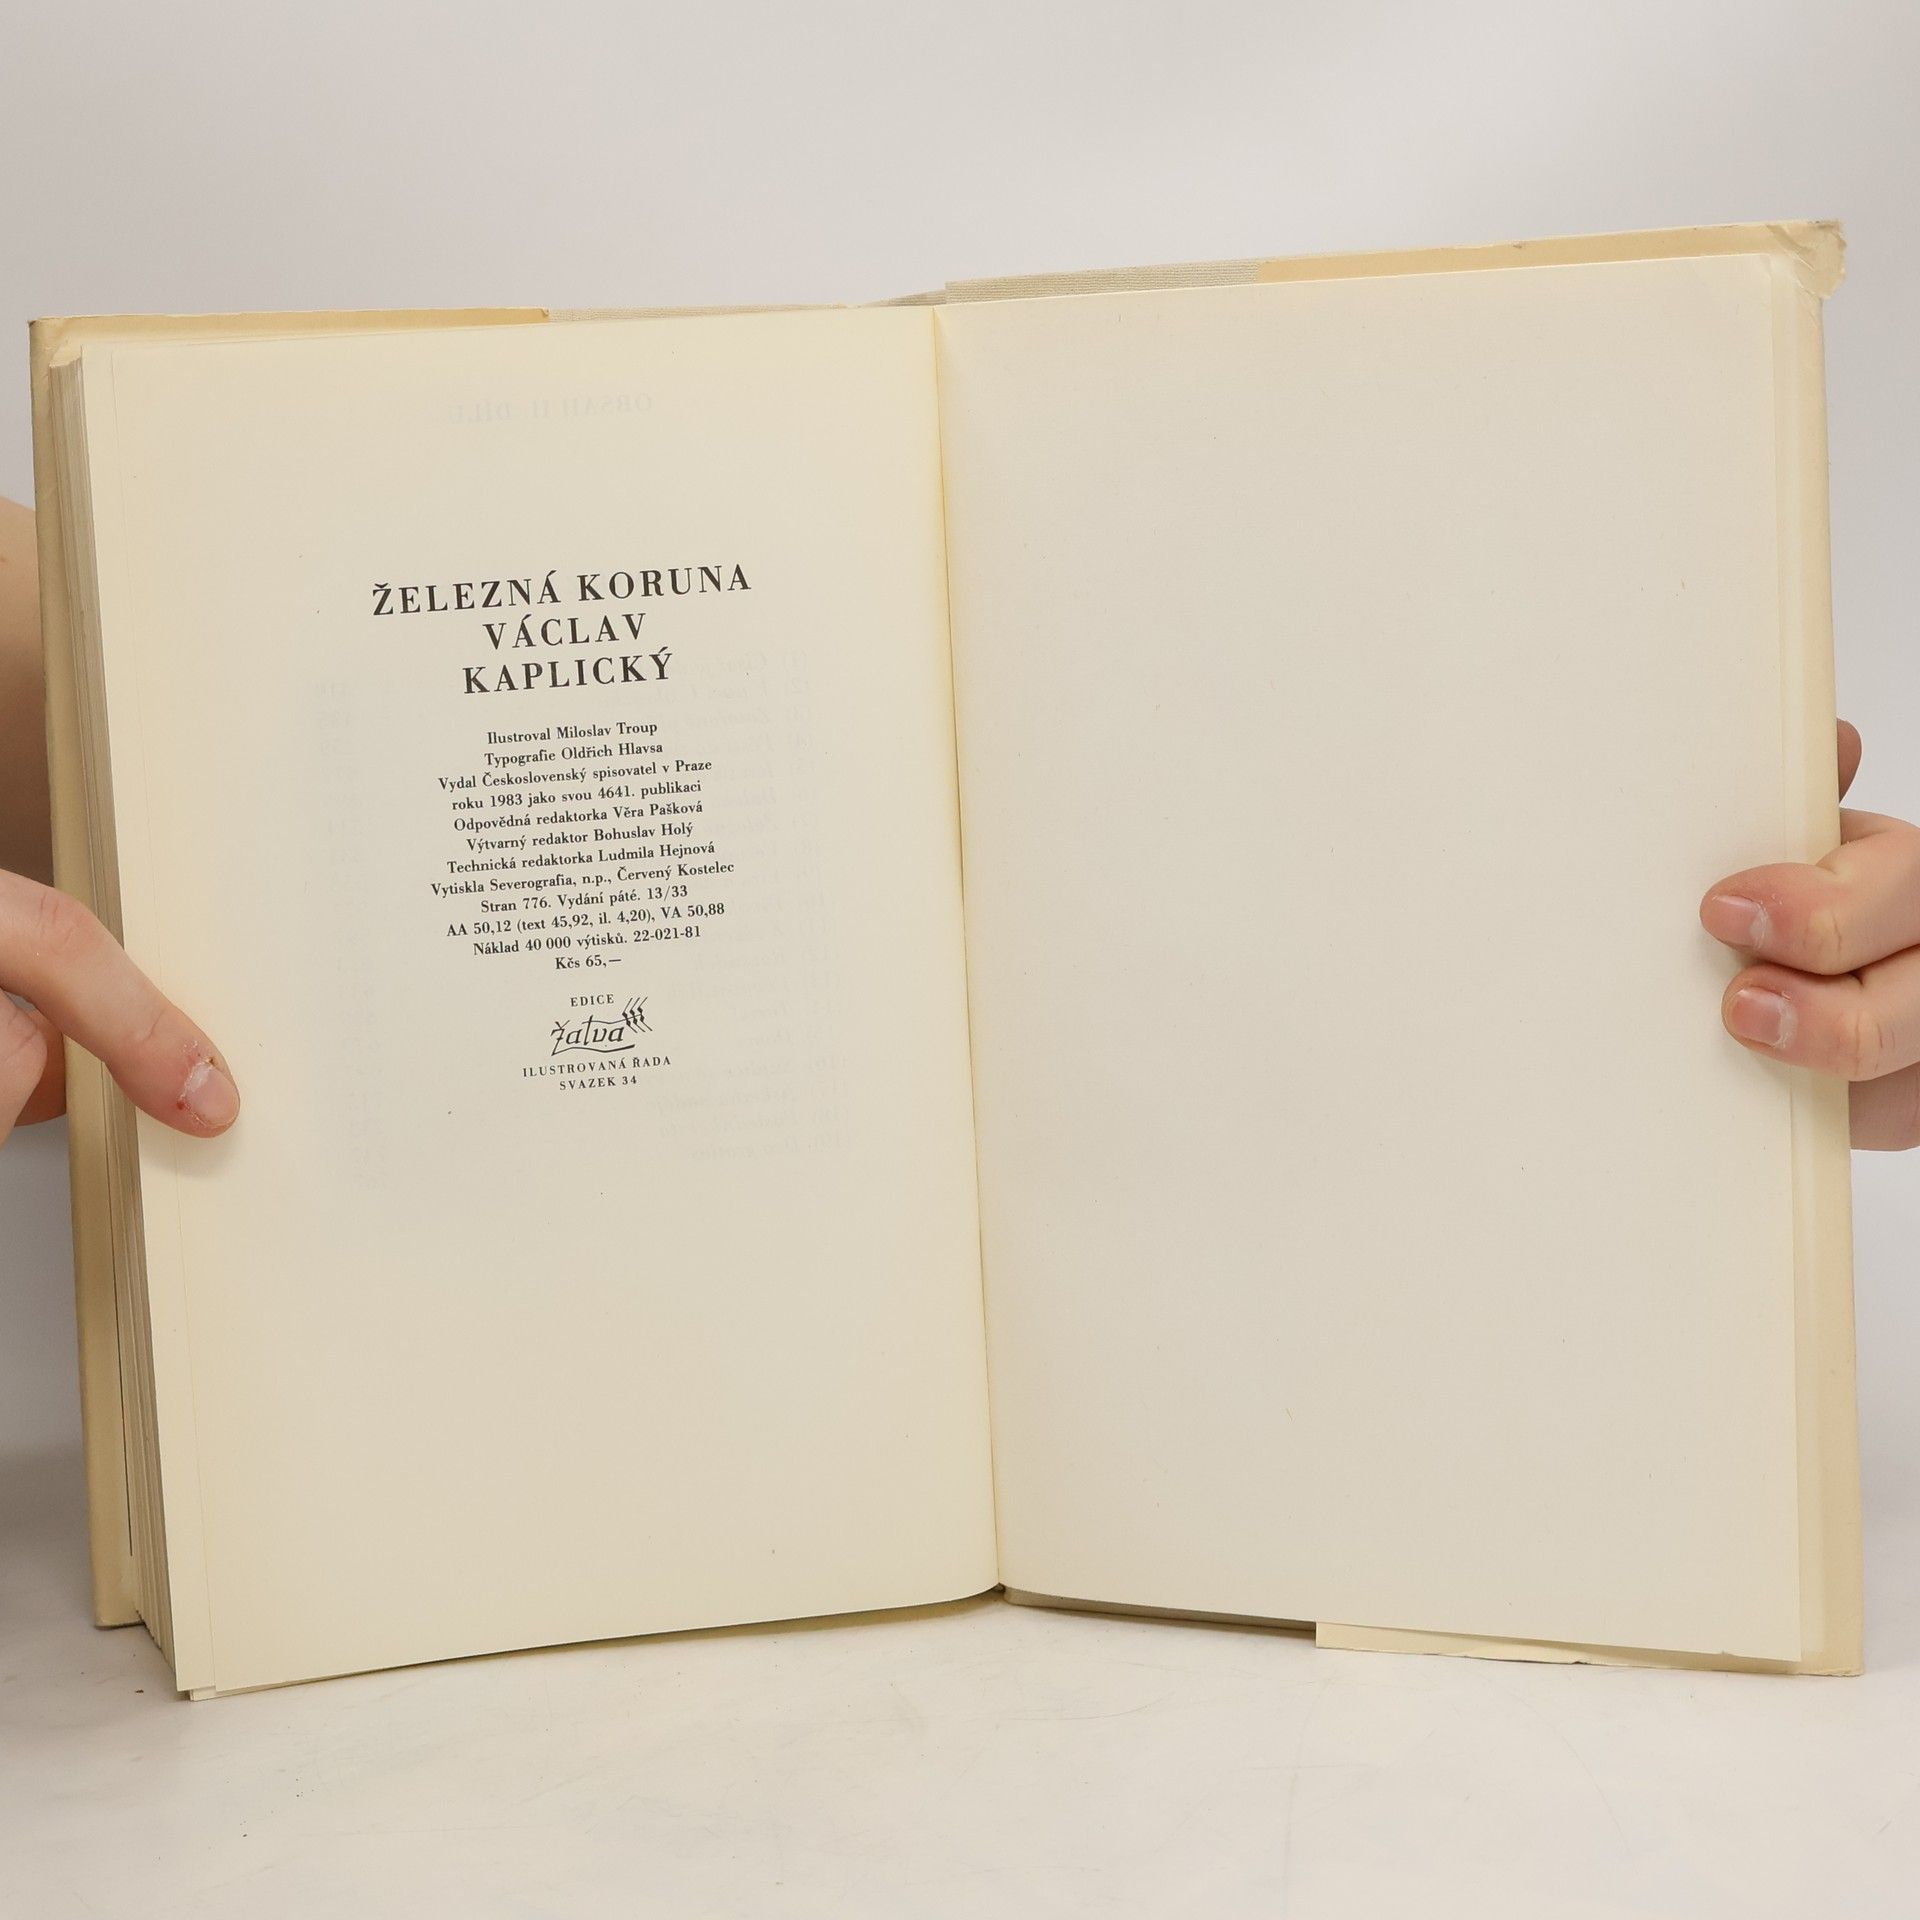 ŽELEZNÁ KORUNA
VÁCLAV
KAPLICKÝ
Ilustroval Miloslav Troup
Typografie Oldřich Hlavsa
Vydal Československý spisovatel v Praze
roku 1983 jako svou 4641. publikaci
Odpovědná redaktorka Věra Pašková
Výtvarný redaktor Bohuslav Holý
Technická redaktorka Ludmila Hejnová
Vytiskla Severografia, n.p., Červený Kostelec
Stran 776. Vydání páté. 13/33
AA 50,12 (text 45,92, il. 4,20), VA 50,88
Náklad 40 000 výtisků. 22-021-81
Kčs 65,—
EDICE
žatva
ILUSTROVANÁ ŘADA
SVAZEK 34